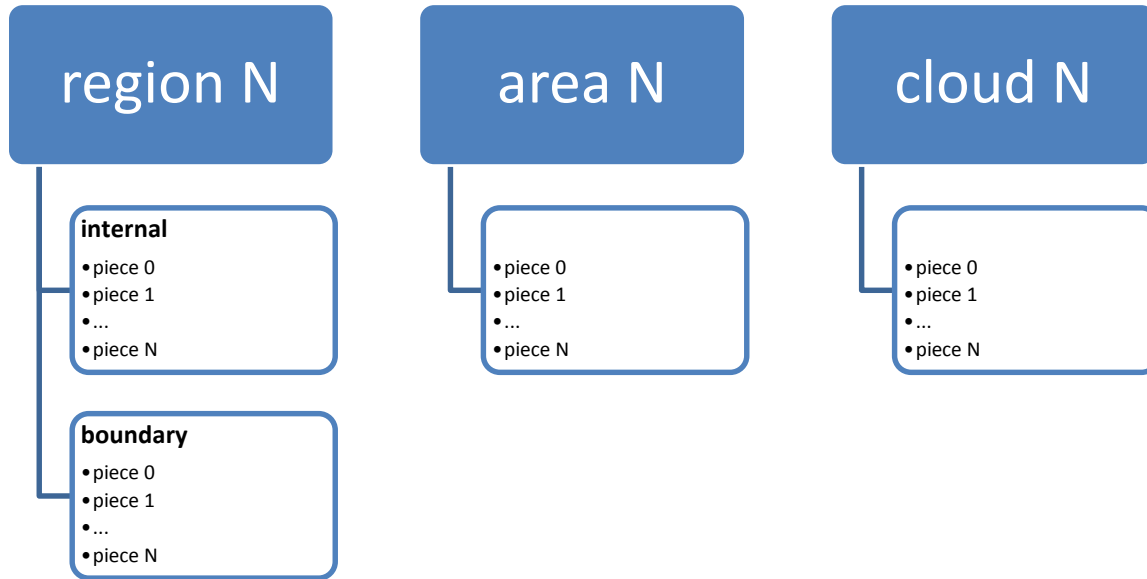 region N
internal
•piece 0
•piece 1
•...
•piece N
boundary
•piece 0
•piece 1
•...
•piece N
area N
•piece 0
•piece 1
•...
•piece N
cloud N
•piece 0
•piece 1
•...
•piece N